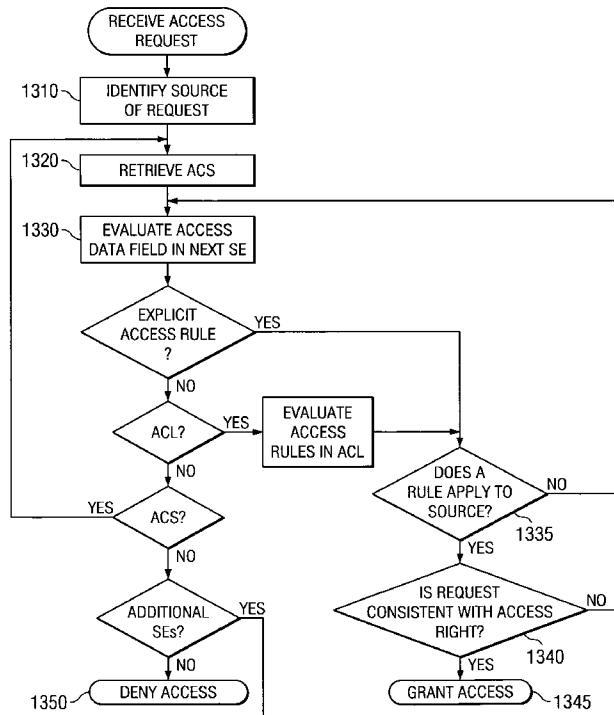 RECEIVE ACCESS
REQUEST
1310
IDENTIFY SOURCE
OF REQUEST
1320
RETRIEVE ACS
1330
EVALUATE ACCESS
DATA FIELD IN NEXT SE
EXPLICIT
ACCESS RULE
?
YES
NO
ACL?
YES
EVALUATE
ACCESS
RULES IN ACL
NO
DOES A
RULE APPLY TO
SOURCE?
NO
1335
YES
YES
ACS?
NO
IS REQUEST
CONSISTENT WITH ACCESS
RIGHT?
NO
1340
YES
ADDITIONAL
SEs?
YES
NO
1350
DENY ACCESS
GRANT ACCESS
1345